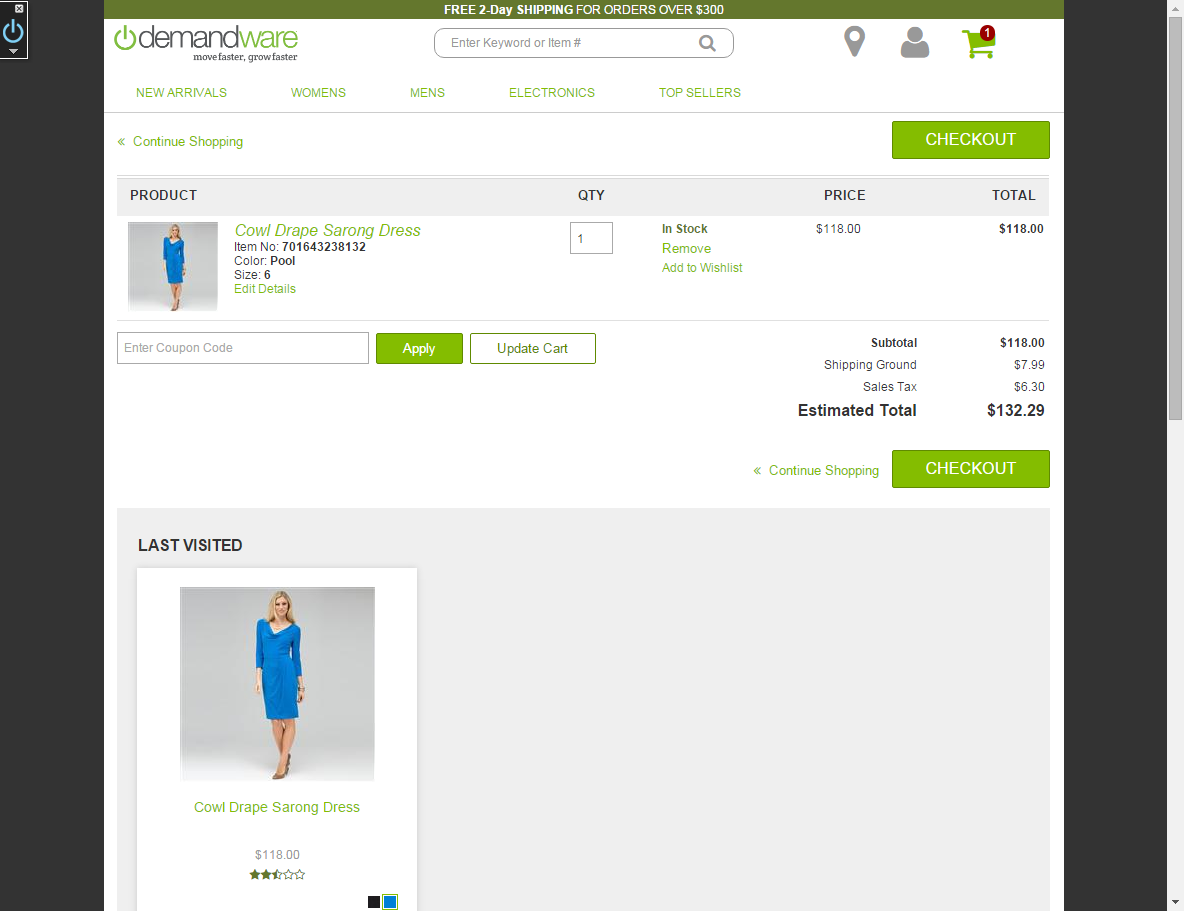 FREE 2-Day SHIPPING FOR ORDERS OVER $300
demandware
move faster, grow faster
Enter Keyword or Item #
1
NEW ARRIVALS WOMENS MENS ELECTRONICS TOP SELLERS
« Continue Shopping
CHECKOUT
PRODUCT QTY PRICE TOTAL
Cowl Drape Sarong Dress
Item No: 701643238132
Color: Pool
Size: 6
Edit Details
1
In Stock
Remove
Add to Wishlist
$118.00
$118.00
Enter Coupon Code
Apply
Update Cart
Subtotal $118.00
Shipping Ground $7.99
Sales Tax $6.30
Estimated Total $132.29
« Continue Shopping
CHECKOUT
LAST VISITED
Cowl Drape Sarong Dress
$118.00